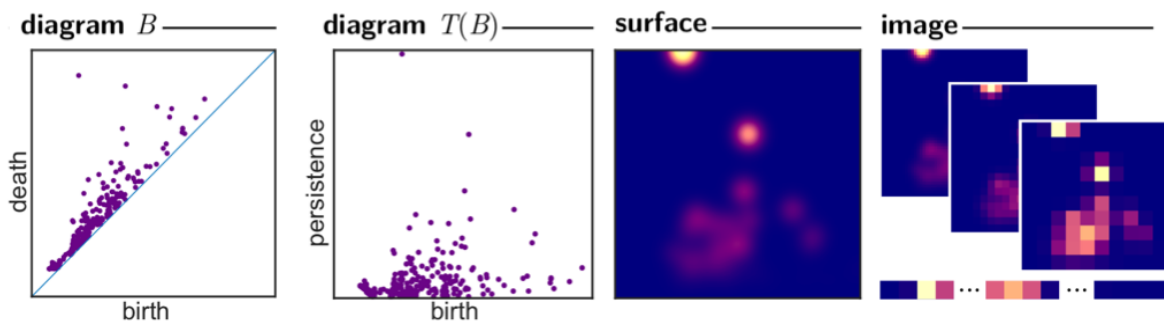 diagram B
diagram T(B)
surface
image
death
birth
persistence
birth
...
...